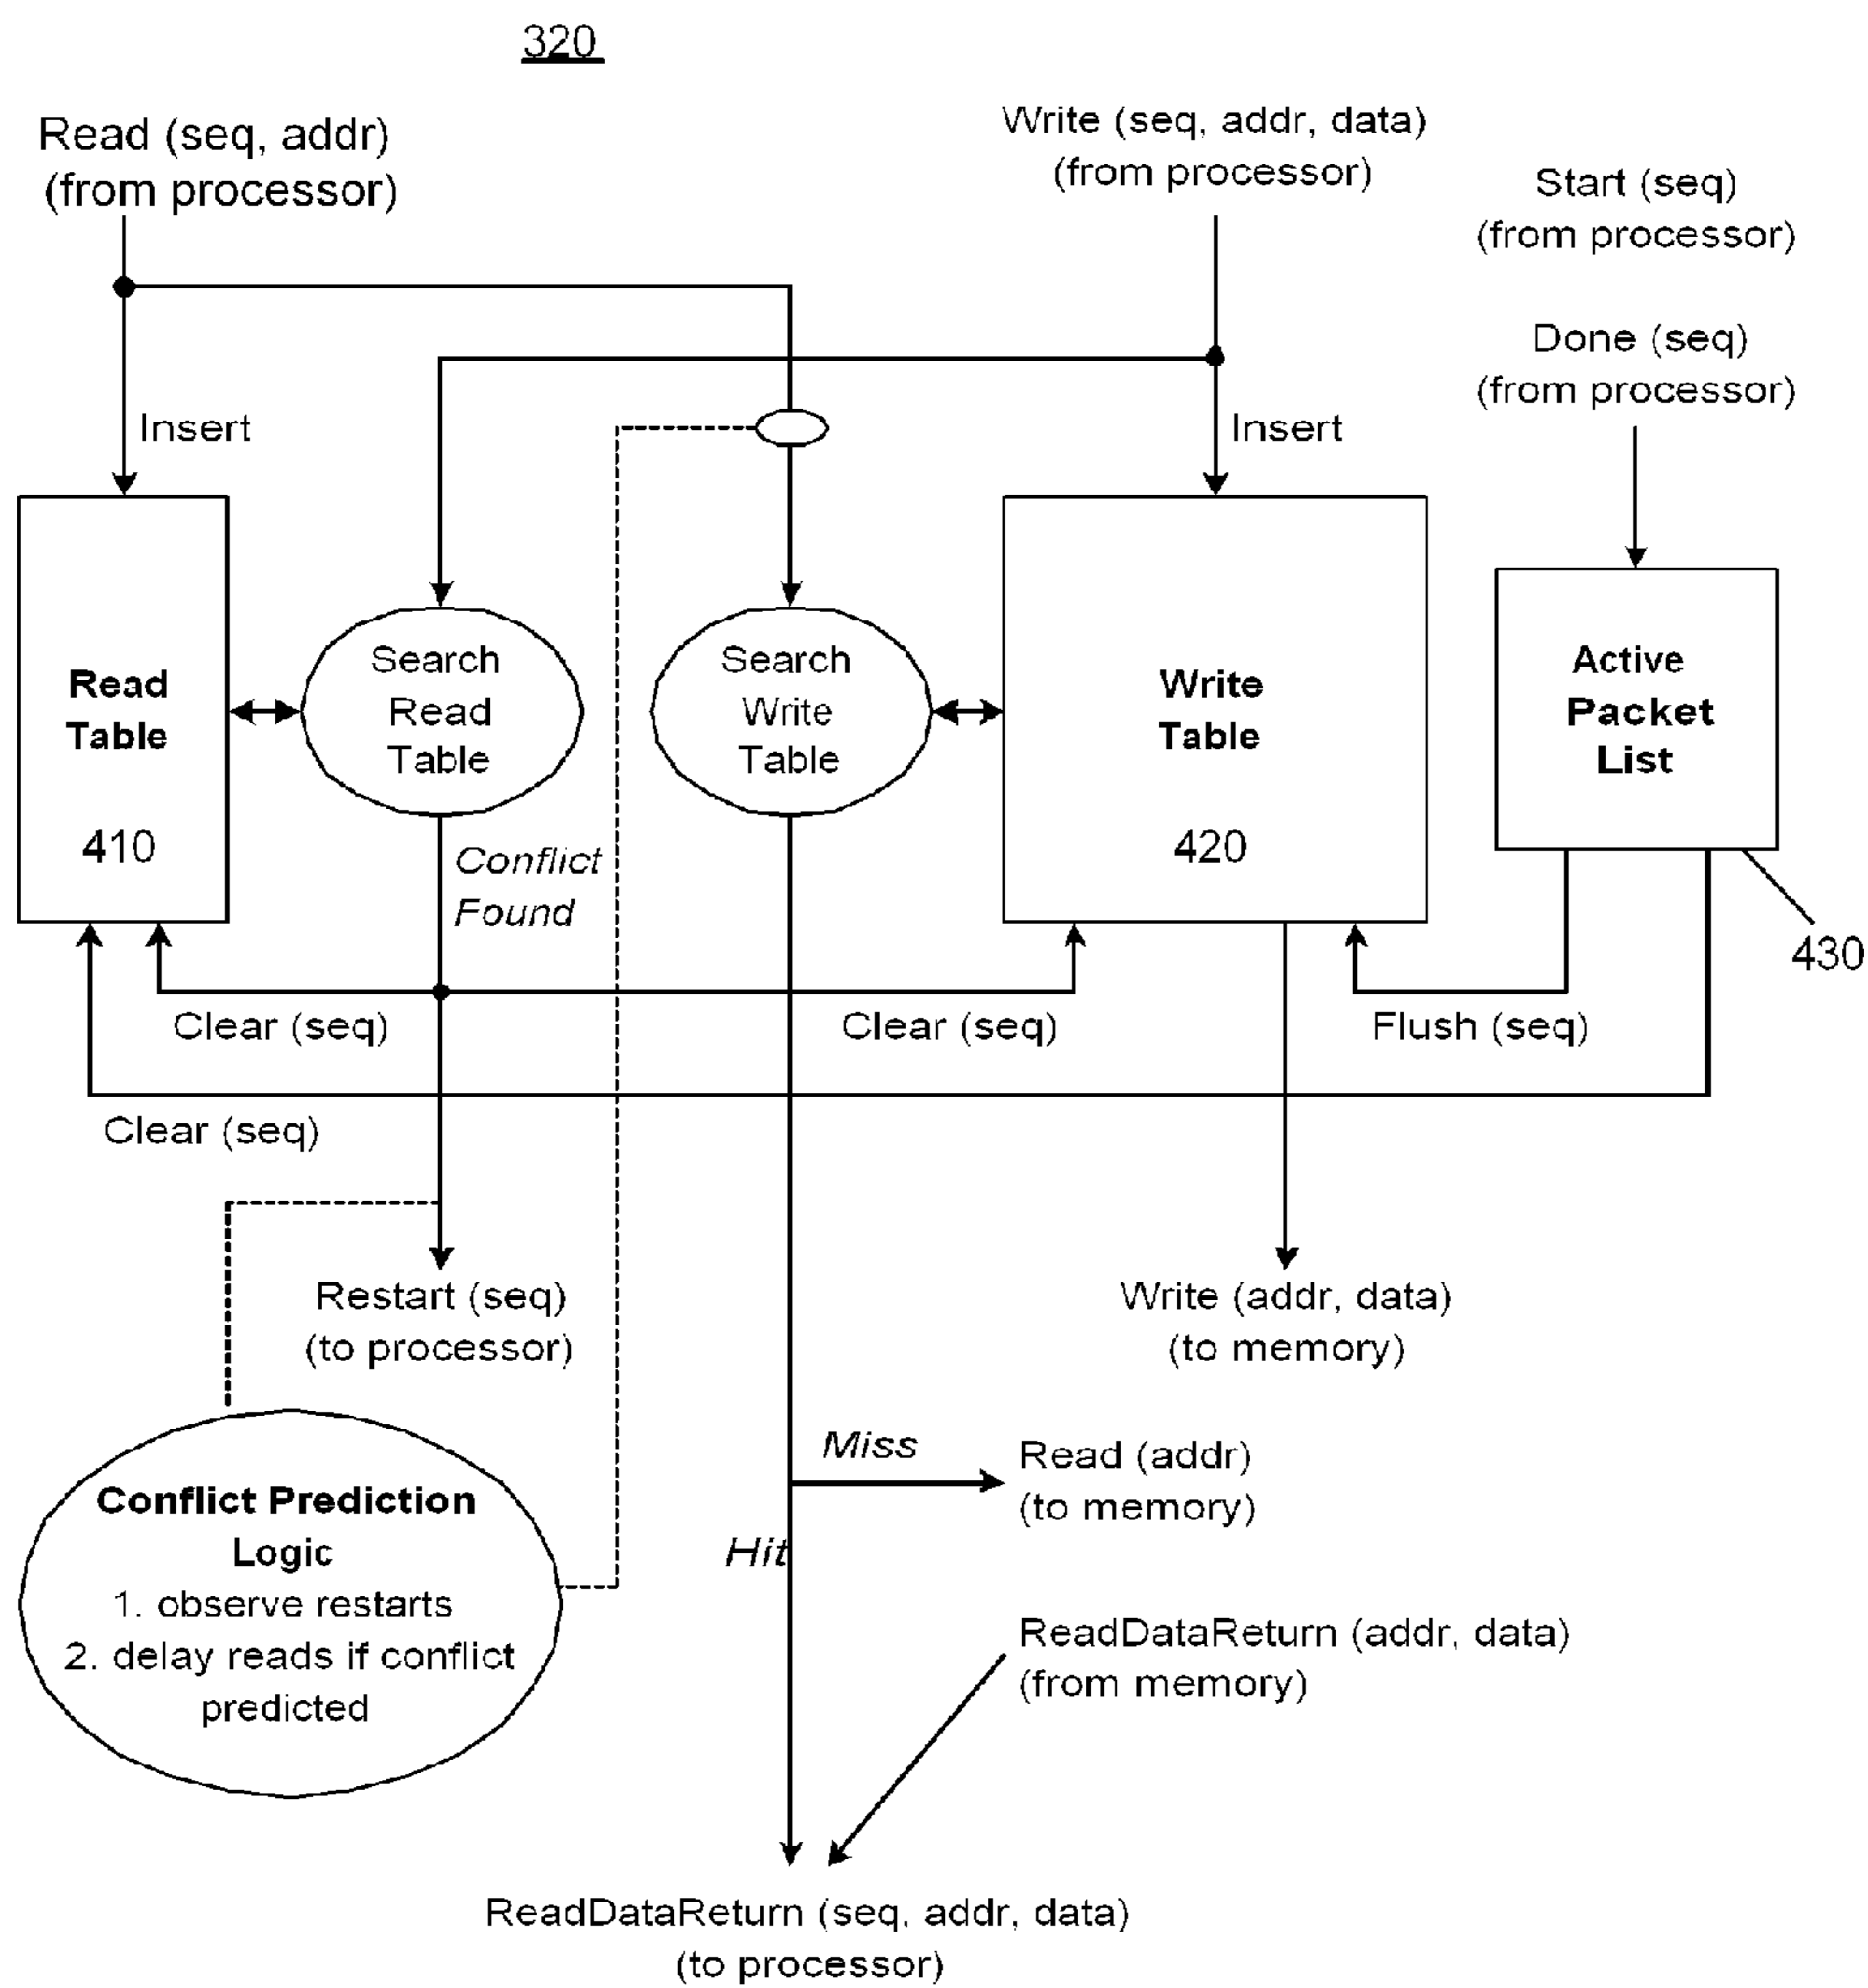 320
Read (seq, addr)
(from processor)
Write (seq, addr, data)
(from processor)
Start (seq)
(from processor)
Done (seq)
(from processor)
Insert
Insert
Read
Table
410
Search
Read
Table
Search
Write
Table
Write
Table
420
Active
Packet
List
430
Conflict
Found
Clear (seq)
Clear (seq)
Flush (seq)
Clear (seq)
Restart (seq)
(to processor)
Write (addr, data)
(to memory)
Miss
Read (addr)
(to memory)
Hit
Conflict Prediction
Logic
1. observe restarts
2. delay reads if conflict
predicted
ReadDataReturn (addr, data)
(from memory)
ReadDataReturn (seq, addr, data)
(to processor)